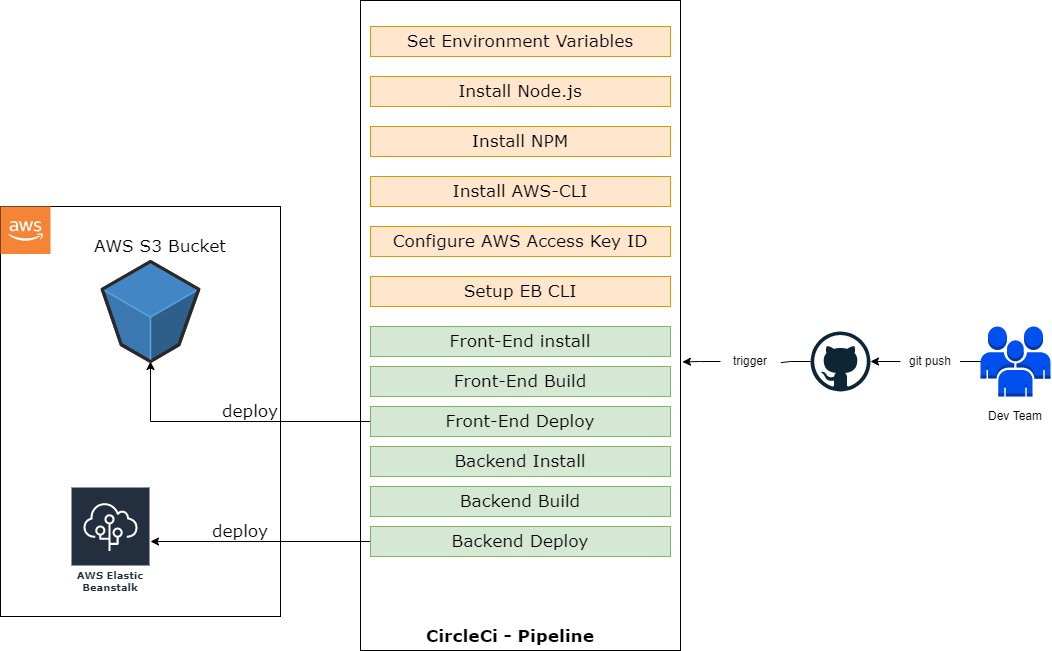 Set Environment Variables
Install Node.js
Install NPM
Install AWS-CLI
Configure AWS Access Key ID
Setup EB CLI
Front-End install
Front-End Build
Front-End Deploy
Backend Install
Backend Build
Backend Deploy
CircleCi - Pipeline
aws
AWS S3 Bucket
deploy
deploy
AWS Elastic
Beanstalk
trigger
git push
Dev Team